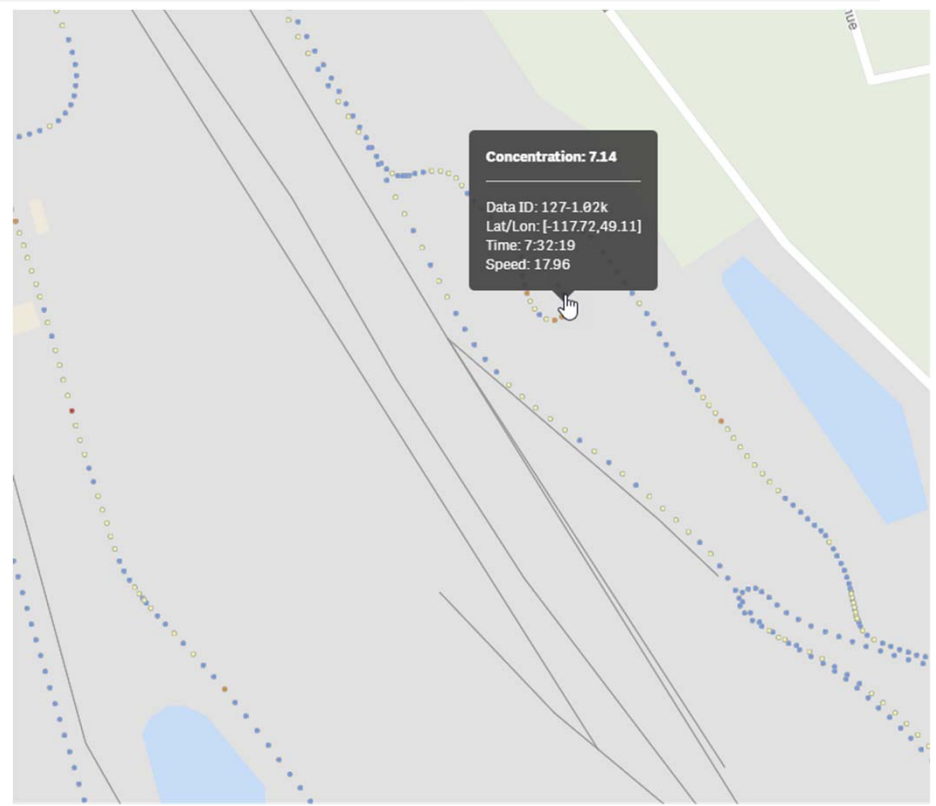 nue
Concentration: 7.14
Data ID: 127-1.02k
Lat/Lon: [-117.72,49.11]
Time: 7:32:19
Speed: 17.96